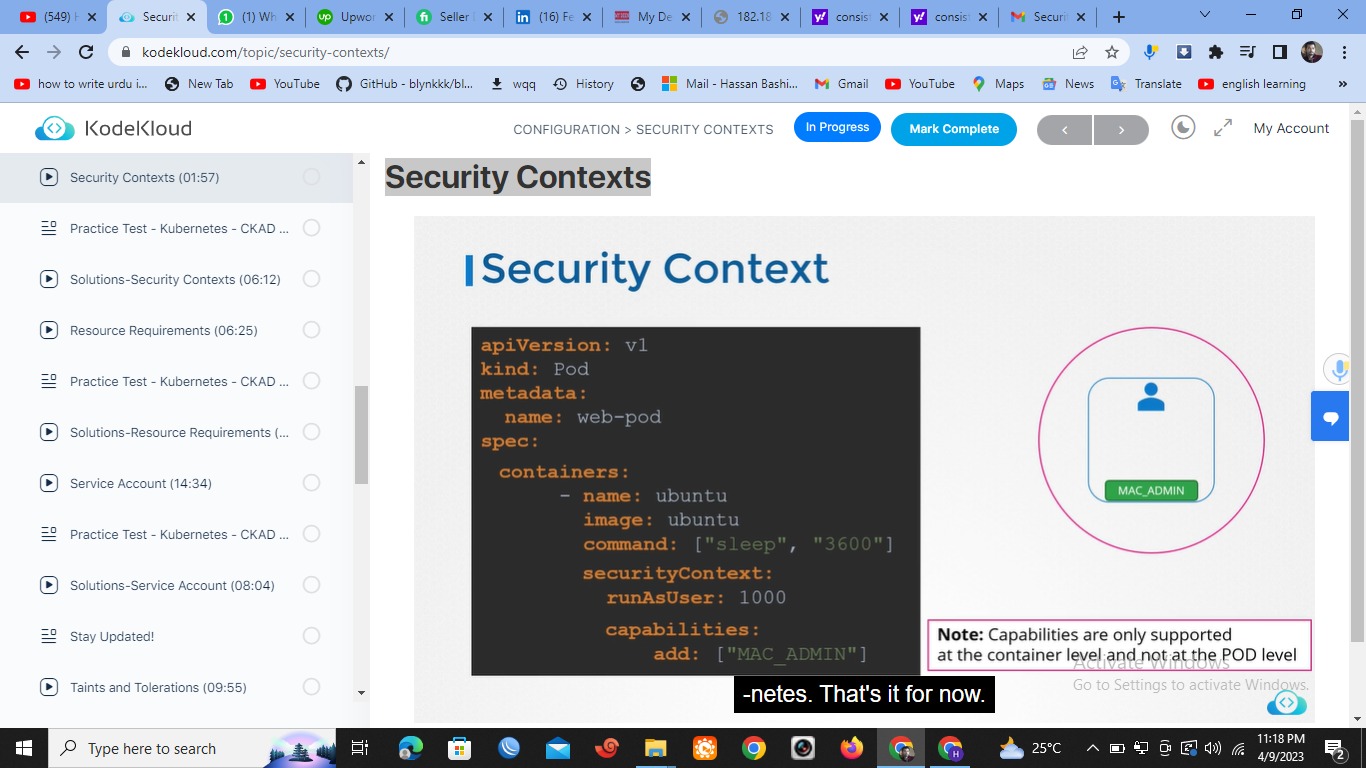 (549) H
Securit
(1) Wh
Upwor
Seller
(16) Fe
My De
182.18
consist
consist
Securit
kodekloud.com/topic/security-contexts/
how to write urdu i...
New Tab
YouTube
GitHub - blynkkk/bl...
wqq
History
Mail - Hassan Bashi...
Gmail
YouTube
Maps
News
Translate
english learning
»
KodeKloud
CONFIGURATION > SECURITY CONTEXTS
In Progress
Mark Complete
My Account
Security Contexts (01:57)
Practice Test - Kubernetes - CKAD ...
Solutions-Security Contexts (06:12)
Resource Requirements (06:25)
Practice Test - Kubernetes - CKAD ...
Solutions-Resource Requirements (...
Service Account (14:34)
Practice Test - Kubernetes - CKAD ...
Solutions-Service Account (08:04)
Stay Updated!
Taints and Tolerations (09:55)
Security Contexts
Security Context
apiVersion: v1
kind: Pod
metadata:
name: web-pod
spec:
containers:
- name: ubuntu
image: ubuntu
command: ["sleep", "3600"]
securityContext:
runAsUser: 1000
capabilities:
add: ["MAC_ADMIN"]
MAC_ADMIN
Note: Capabilities are only supported
at the container level and not at the POD level
Activate Windows
Go to Settings to activate Windows.
-netes. That's it for now.
Type here to search
25°C
11:18 PM
4/9/2023
2